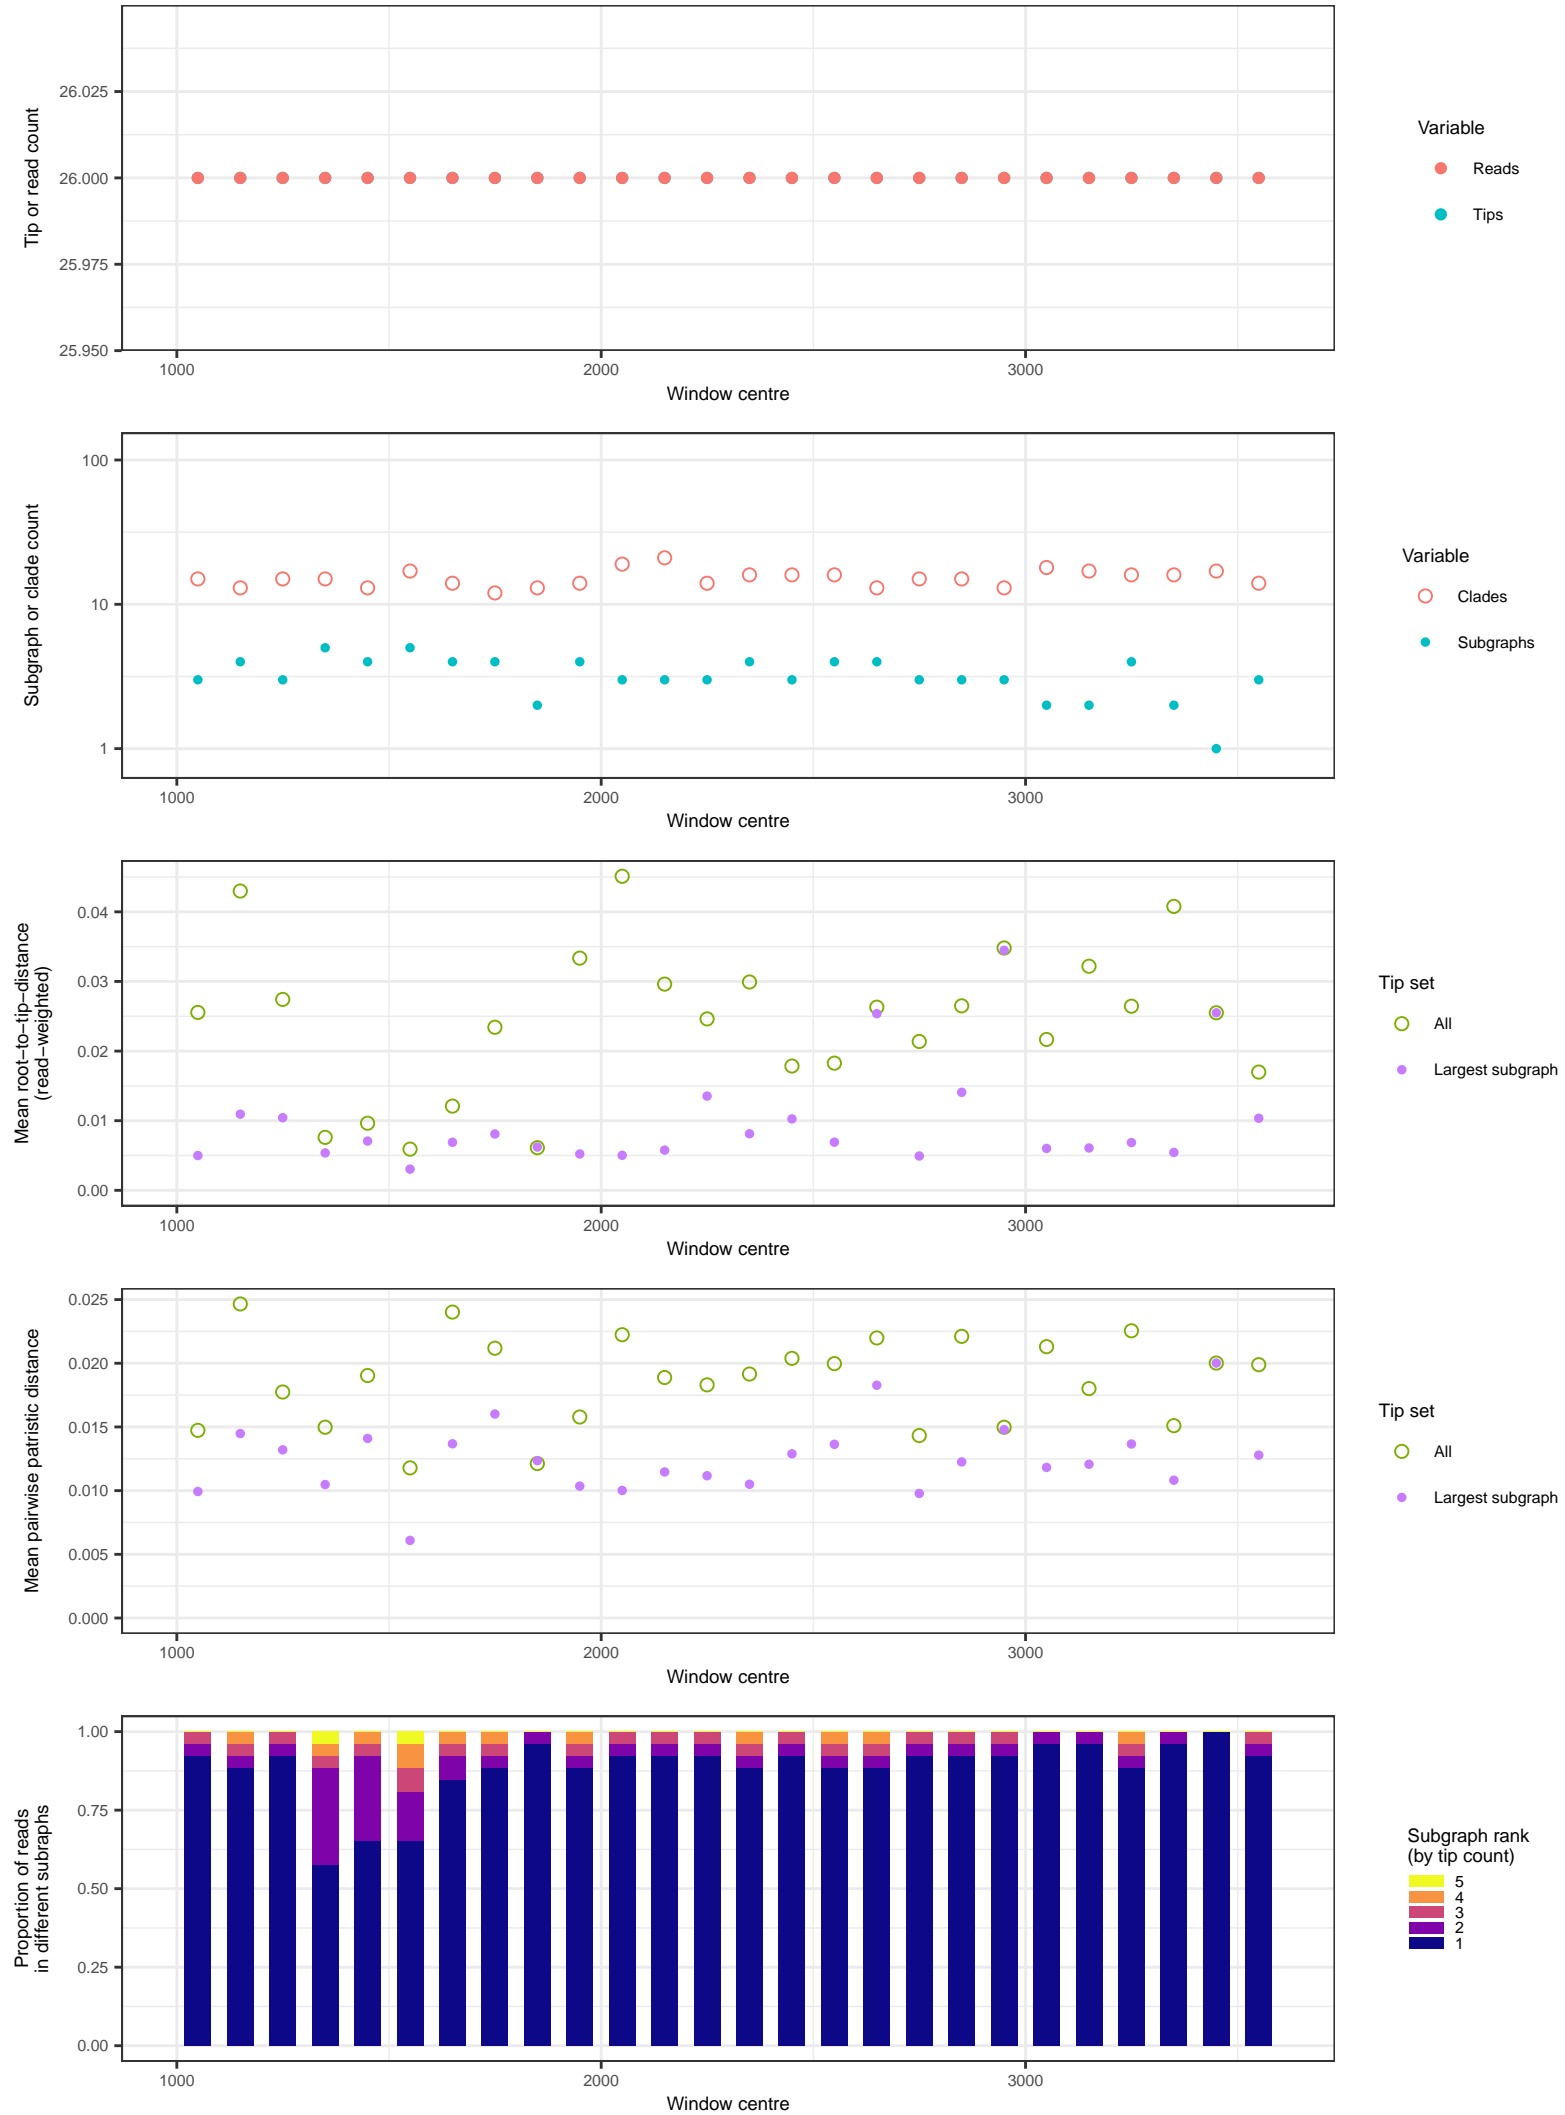 Tip or read count
26.025
26.000
25.975
25.950
1000
2000
3000
Window centre
Variable
Reads
Tips
Subgraph or clade count
100
10
1
1000
2000
3000
Window centre
Variable
Clades
Subgraphs
Mean root−to−tip−distance
(read−weighted)
0.04
0.03
0.02
0.01
0.00
1000
2000
3000
Window centre
Tip set
All
Largest subgraph
Mean pairwise patristic distance
0.025
0.020
0.015
0.010
0.005
0.000
1000
2000
3000
Window centre
Tip set
All
Largest subgraph
Proportion of reads
in different subraphs
1.00
0.75
0.50
0.25
0.00
1000
2000
3000
Window centre
Subgraph rank
(by tip count)
5
4
3
2
1